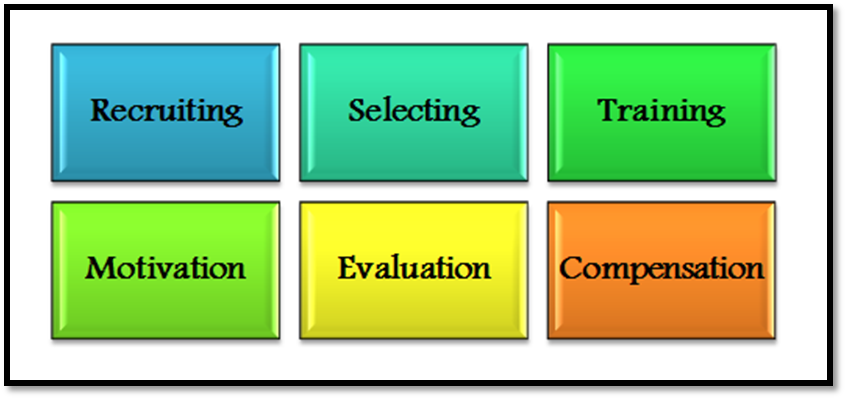 Recruiting
Selecting
Training
Motivation
Evaluation
Compensation